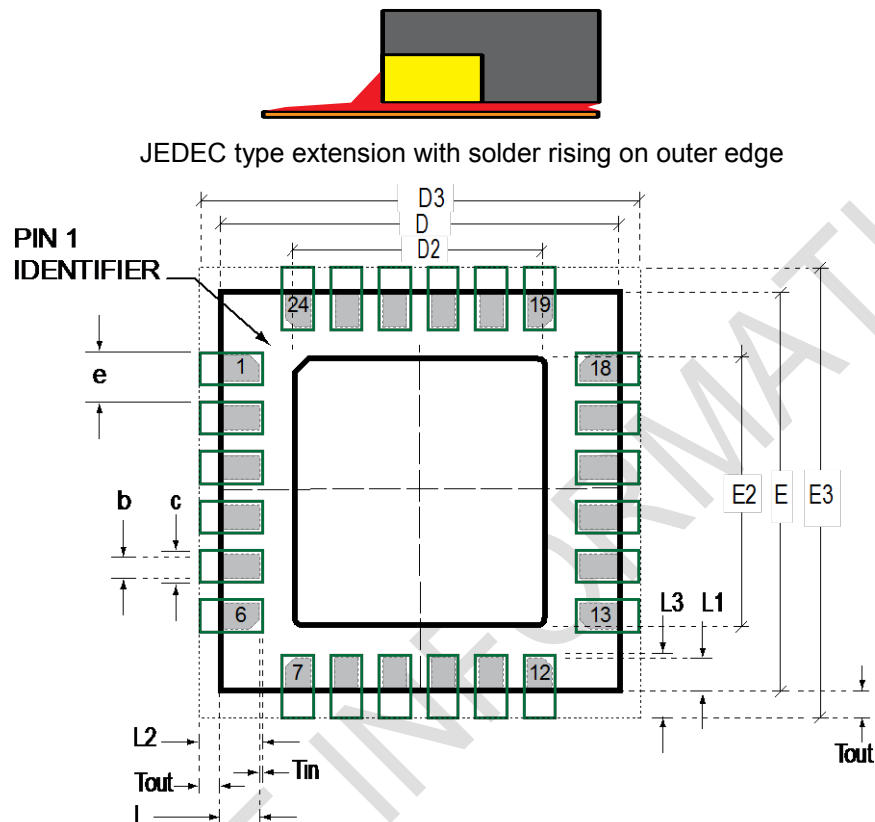 JEDEC type extension with solder rising on outer edge
D3
D
D2
PIN 1
IDENTIFIER
24
19
1
18
e
b
c
E2
E
E3
6
13
L3
L1
7
12
L2
Tin
Tout
Tout
L
INFORMATI